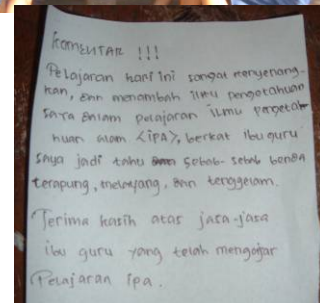 KOMENTAR !!!
Pelajaran hari ini sangat menyenang-
kan, dan menambah ilmu pengetahuan
saya dalam pelajaran ilmu pengetah
huan alam <IPA>, berkat ibu guru
saya jadi tahu sebab-sebab benda
terapung, melayang, dan tenggelam.
Terima kasih atas jasa-jasa
ibu guru yang telah mengajar
Pelajaran ipa.